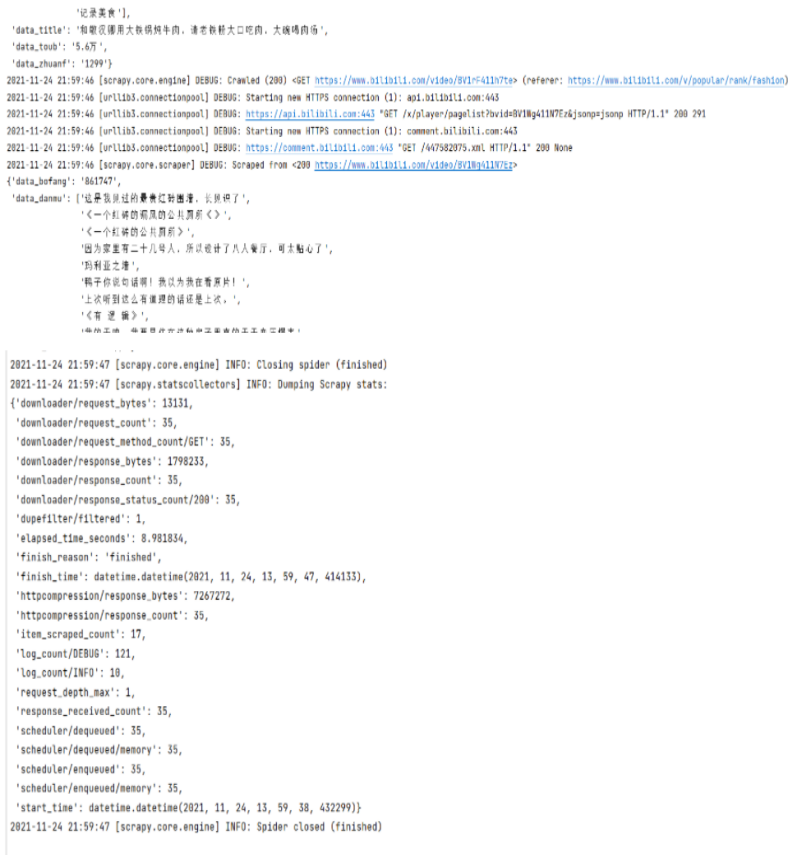 '记录美食'],
'data_title': '和敬汉卿用大铁锅炖牛肉，请老铁粉大口吃肉，大碗喝肉汤',
'data_toub': '5.6万',
'data_zhuanf': '1299'}
2021-11-24 21:59:46 [scrapy.core.engine] DEBUG: Crawled (200) <GET https://www.bilibili.com/video/BV1rF411h7te> (referer: https://www.bilibili.com/v/popular/rank/fashion)
2021-11-24 21:59:46 [urllib3.connectionpool] DEBUG: Starting new HTTPS connection (1): api.bilibili.com:443
2021-11-24 21:59:46 [urllib3.connectionpool] DEBUG: https://api.bilibili.com:443 "GET /x/player/pagelist?bvid=BV1Wg411N7Ez&jsonp=jsonp HTTP/1.1" 200 291
2021-11-24 21:59:46 [urllib3.connectionpool] DEBUG: Starting new HTTPS connection (1): comment.bilibili.com:443
2021-11-24 21:59:46 [urllib3.connectionpool] DEBUG: https://comment.bilibili.com:443 "GET /447582075.xml HTTP/1.1" 200 None
2021-11-24 21:59:46 [scrapy.core.scraper] DEBUG: Scraped from <200 https://www.bilibili.com/video/BV1Wg411N7Ez>
{'data_bofang': '861747',
'data_danmu': ['这是我见过的最贵红砖围墙，长见识了',
'《一个红砖的漏风的公共厕所《》',
'《一个红砖的公共厕所》',
'因为家里有二十几号人，所以设计了八人餐厅，可太贴心了',
'玛利亚之墙',
'鸭子你说句话啊！我以为我在看原片！',
'上次听到这么有道理的话还是上次，',
'《有 逻 辑》',
2021-11-24 21:59:47 [scrapy.core.engine] INFO: Closing spider (finished)
2021-11-24 21:59:47 [scrapy.statscollectors] INFO: Dumping Scrapy stats:
{'downloader/request_bytes': 13131,
'downloader/request_count': 35,
'downloader/request_method_count/GET': 35,
'downloader/response_bytes': 1798233,
'downloader/response_count': 35,
'downloader/response_status_count/200': 35,
'dupefilter/filtered': 1,
'elapsed_time_seconds': 8.981834,
'finish_reason': 'finished',
'finish_time': datetime.datetime(2021, 11, 24, 13, 59, 47, 414133),
'httpcompression/response_bytes': 7267272,
'httpcompression/response_count': 35,
'item_scraped_count': 17,
'log_count/DEBUG': 121,
'log_count/INFO': 10,
'request_depth_max': 1,
'response_received_count': 35,
'scheduler/dequeued': 35,
'scheduler/dequeued/memory': 35,
'scheduler/enqueued': 35,
'scheduler/enqueued/memory': 35,
'start_time': datetime.datetime(2021, 11, 24, 13, 59, 38, 432299)}
2021-11-24 21:59:47 [scrapy.core.engine] INFO: Spider closed (finished)